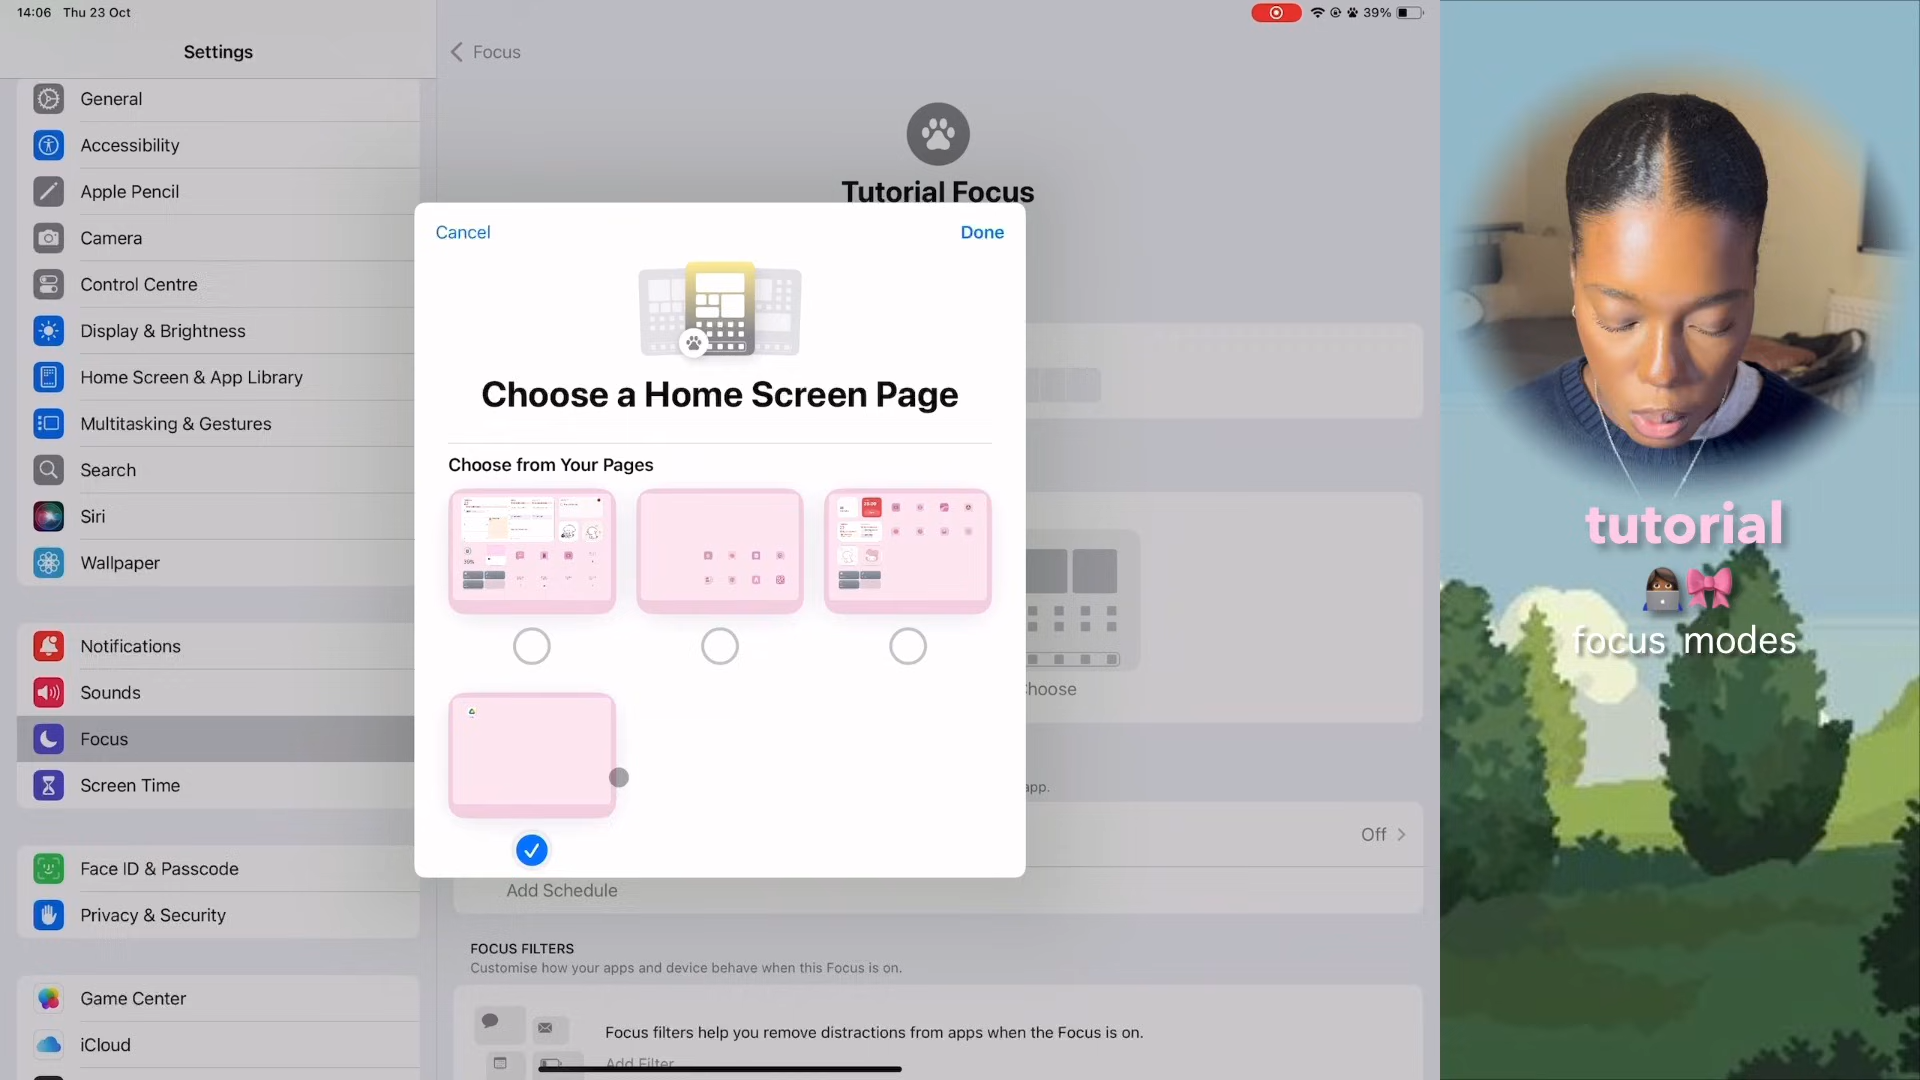 14:06 Thu 23 Oct
39%
Settings
General
Accessibility
Apple Pencil
Camera
Control Centre
Display & Brightness
Home Screen & App Library
Multitasking & Gestures
Search
Siri
Wallpaper
Notifications
Sounds
Focus
Screen Time
Face ID & Passcode
Privacy & Security
Game Center
iCloud
Focus
Tutorial Focus
Cancel
Done
Choose a Home Screen Page
Choose from Your Pages
39%
hoose
app.
Off
Add Schedule
FOCUS FILTERS
Customise how your apps and device behave when this Focus is on.
Focus filters help you remove distractions from apps when the Focus is on.
Add Filter
tutorial
focus modes